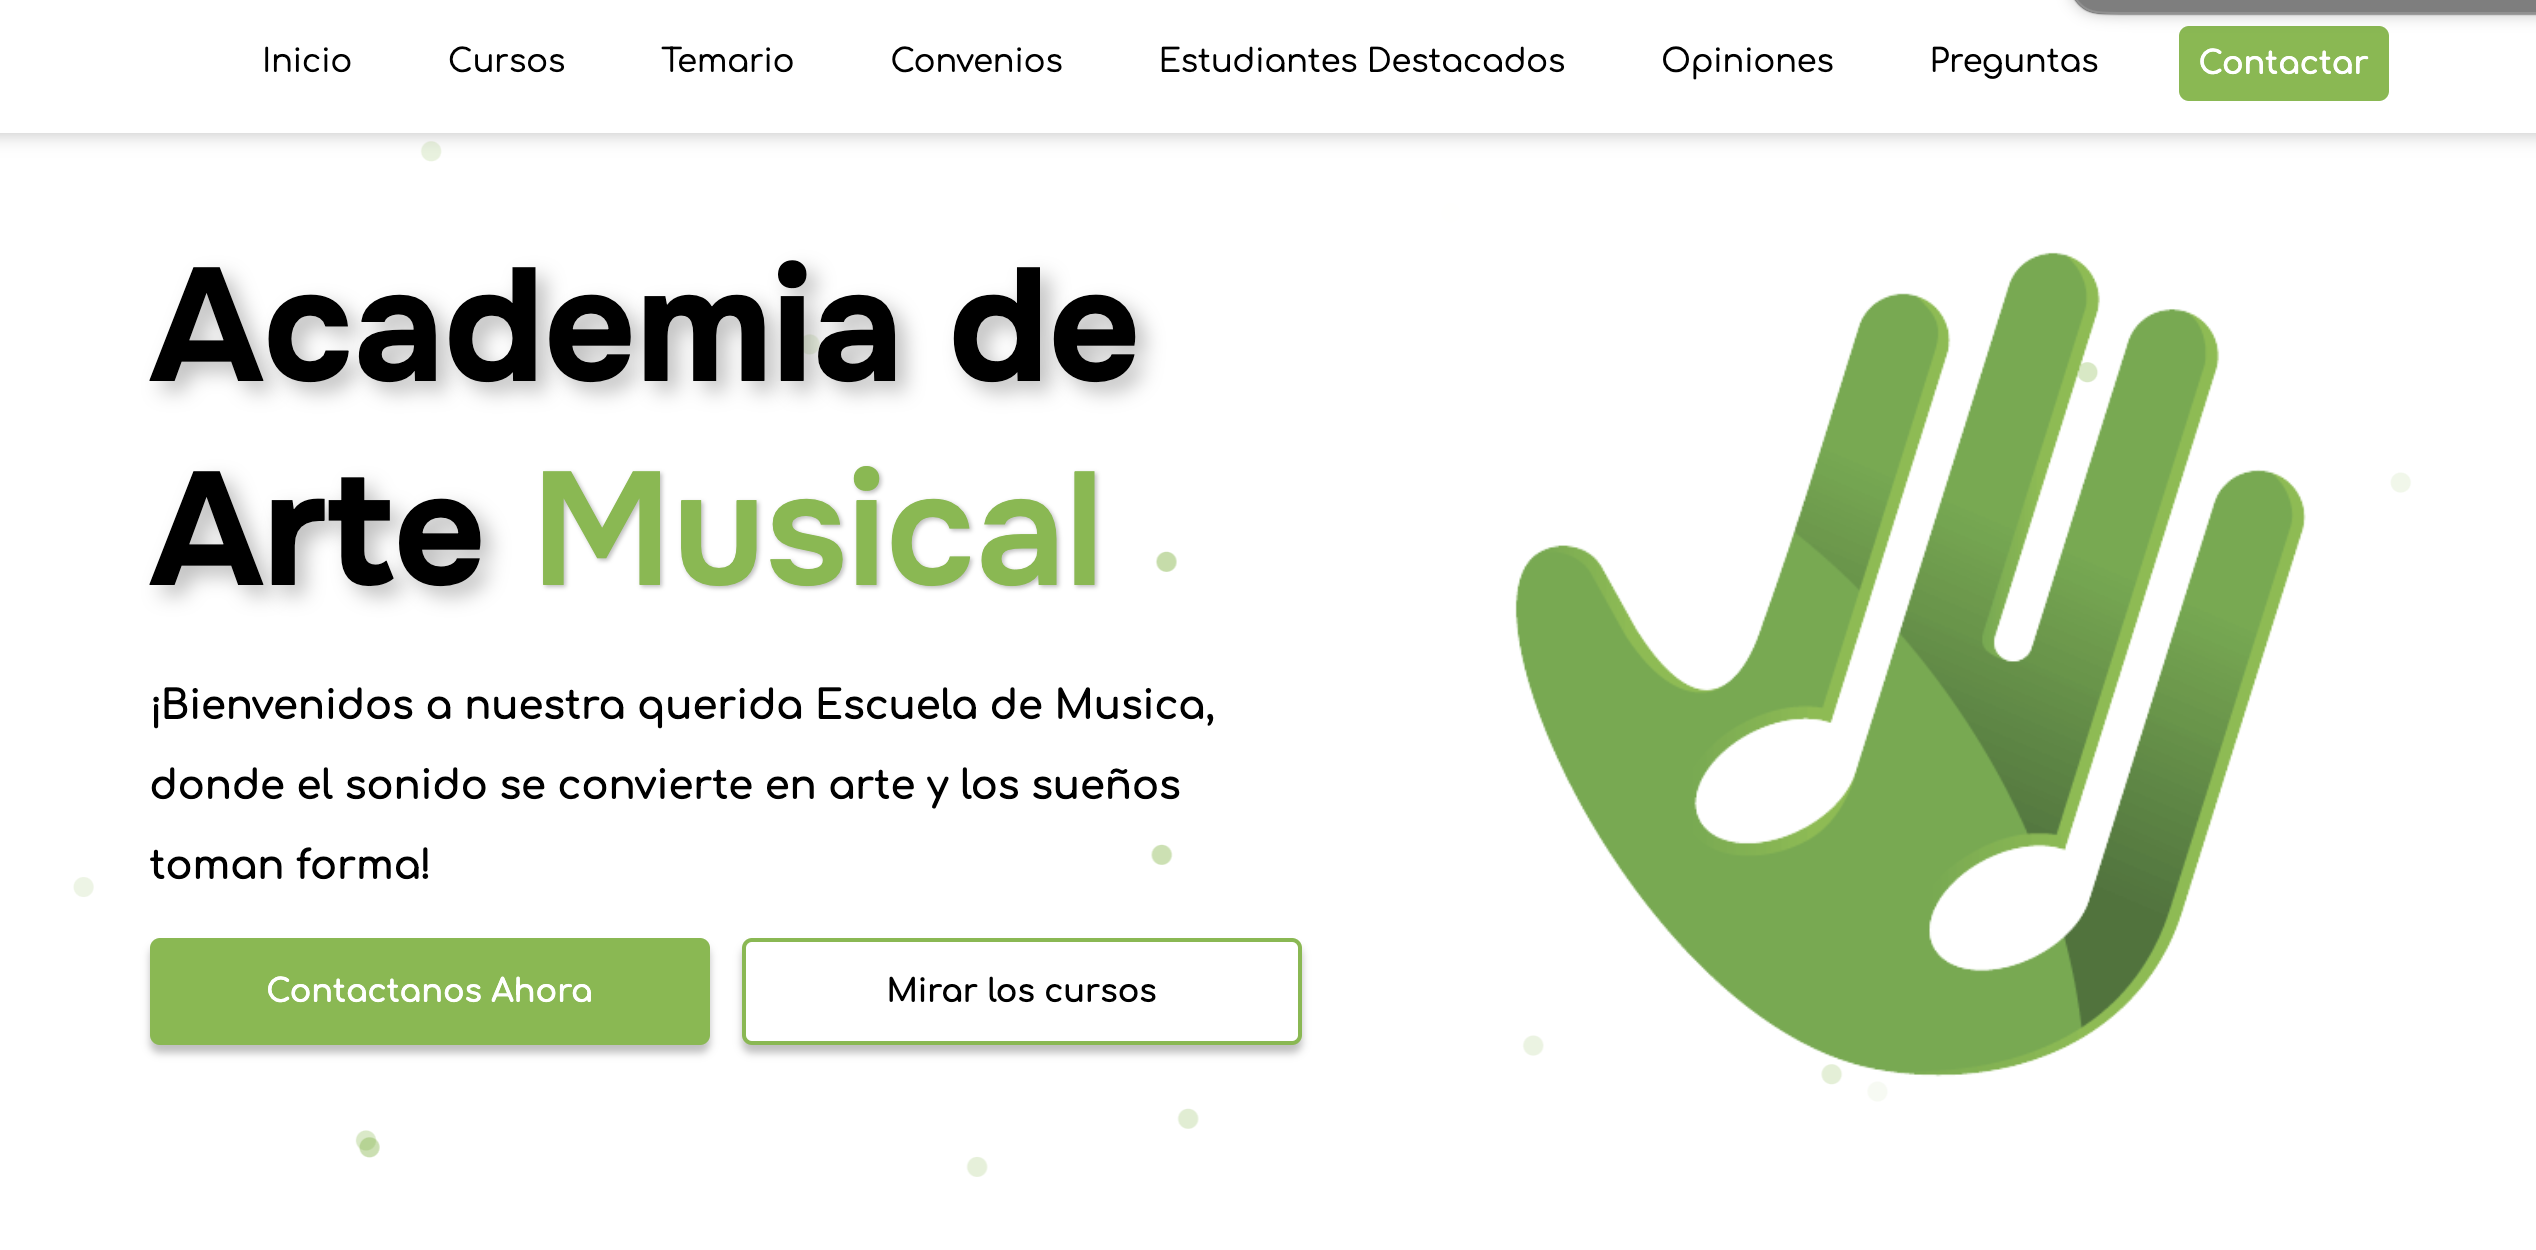 Inicio Cursos Temario Convenios Estudiantes Destacados Opiniones Preguntas Contactar
Academia de
Arte Musical
¡Bienvenidos a nuestra querida Escuela de Musica,
donde el sonido se convierte en arte y los sueños
toman forma!
Contactanos Ahora Mirar los cursos